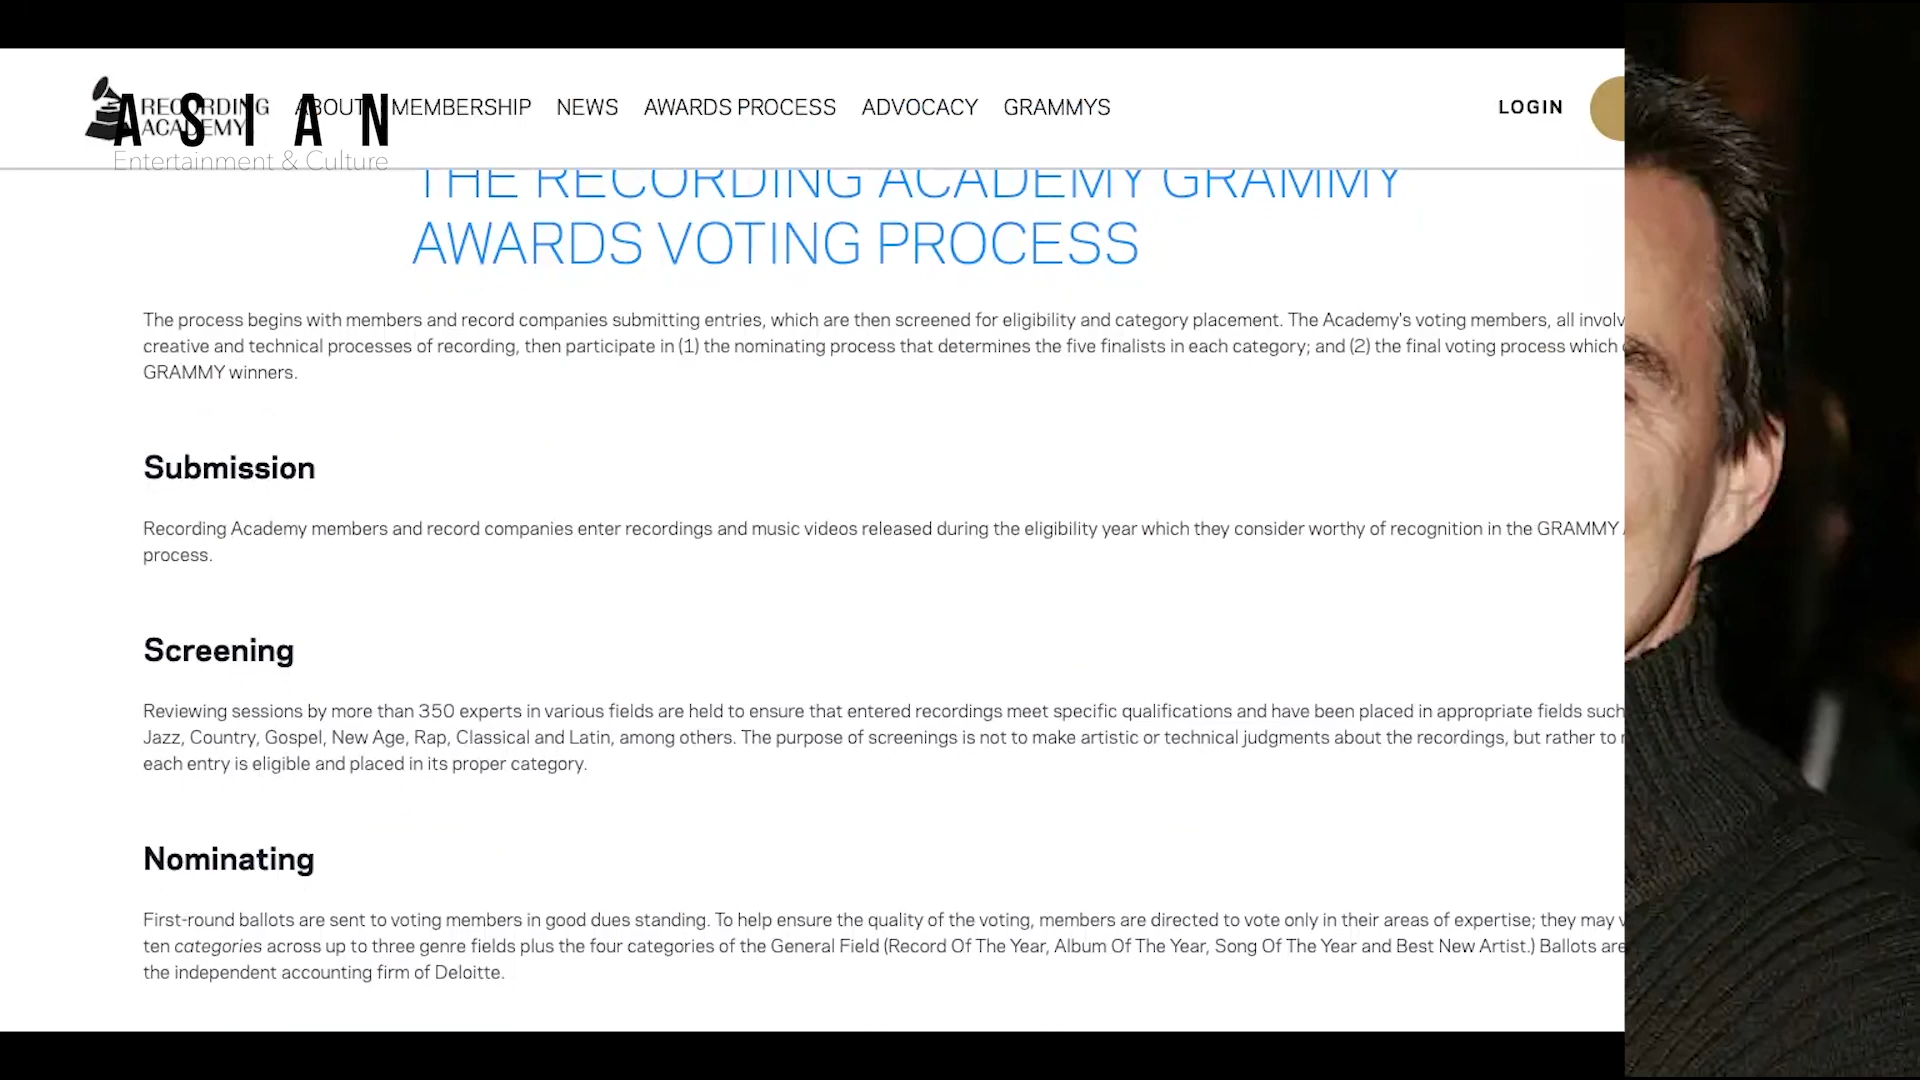 RECORDING ACADEMY
ABOUT MEMBERSHIP NEWS AWARDS PROCESS ADVOCACY GRAMMYS LOGIN
ASIAN
Entertainment & Culture
THE RECORDING ACADEMY GRAMMY
AWARDS VOTING PROCESS
The process begins with members and record companies submitting entries, which are then screened for eligibility and category placement. The Academy's voting members, all
creative and technical processes of recording, then participate in (1) the nominating process that determines the five finalists in each category; and (2) the final voting process which
GRAMMY winners.
Submission
Recording Academy members and record companies enter recordings and music videos released during the eligibility year which they consider worthy of recognition in the GRAMMY
process.
Screening
Reviewing sessions by more than 350 experts in various fields are held to ensure that entered recordings meet specific qualifications and have been placed in appropriate fields such
Jazz, Country, Gospel, New Age, Rap, Classical and Latin, among others. The purpose of screenings is not to make artistic or technical judgments about the recordings, but rather to
each entry is eligible and placed in its proper category.
Nominating
First-round ballots are sent to voting members in good dues standing. To help ensure the quality of the voting, members are directed to vote only in their areas of expertise; they may
ten categories across up to three genre fields plus the four categories of the General Field (Record Of The Year, Album Of The Year, Song Of The Year and Best New Artist.) Ballots are
the independent accounting firm of Deloitte.